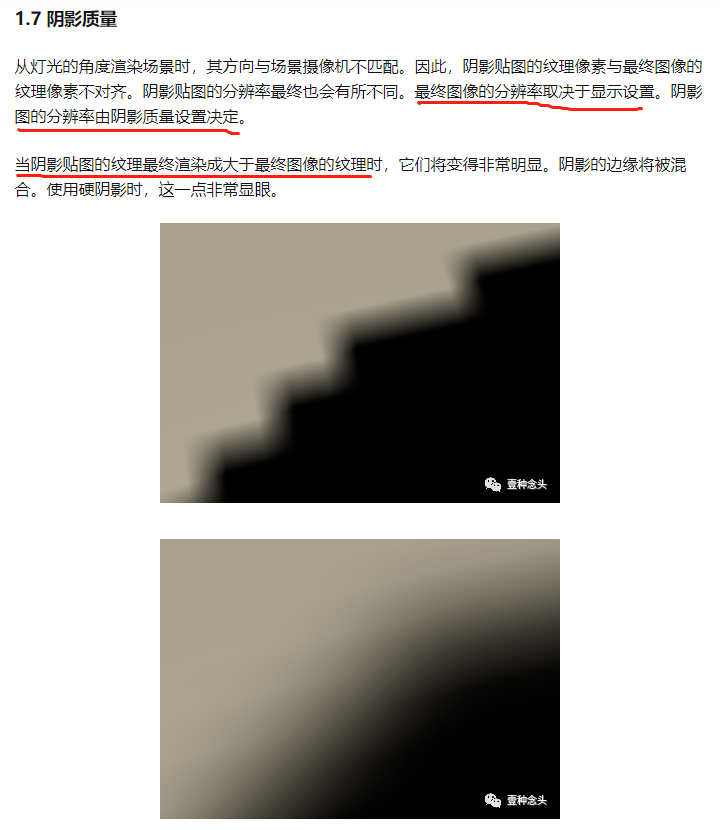 1.7 阴影质量
从灯光的角度渲染场景时，其方向与场景摄像机不匹配。因此，阴影贴图的纹理像素与最终图像的
纹理像素不对齐。阴影贴图的分辨率最终也会有所不同。最终图像的分辨率取决于显示设置。阴影
图的分辨率由阴影质量设置决定。
当阴影贴图的纹理最终渲染成大于最终图像的纹理时，它们将变得非常明显。阴影的边缘将被混
合。使用硬阴影时，这一点非常显眼。
壹种念头
壹种念头